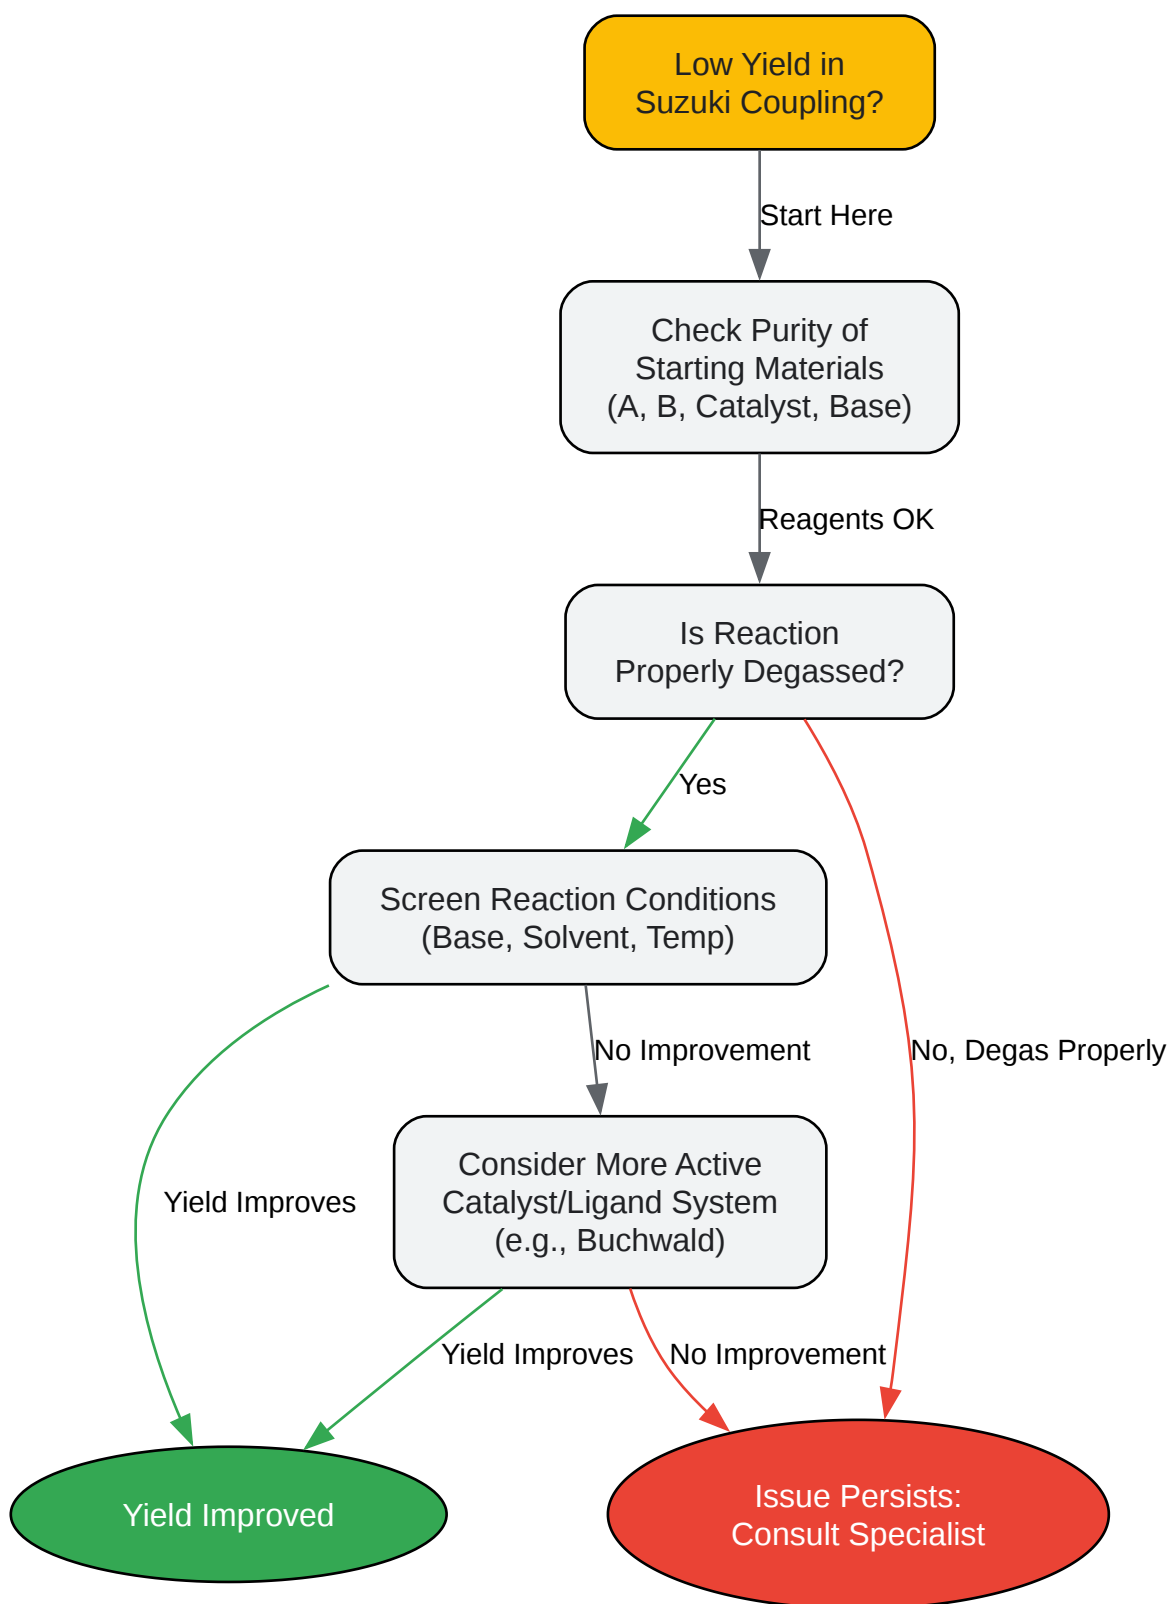 Low Yield in
Suzuki Coupling?
Start Here
Check Purity of
Starting Materials
(A, B, Catalyst, Base)
Reagents OK
Is Reaction
Properly Degassed?
Yes
Screen Reaction Conditions
(Base, Solvent, Temp)
No Improvement
No, Degas Properly
Consider More Active
Catalyst/Ligand System
(e.g., Buchwald)
Yield Improves
Yield Improves
No Improvement
Yield Improved
Issue Persists:
Consult Specialist